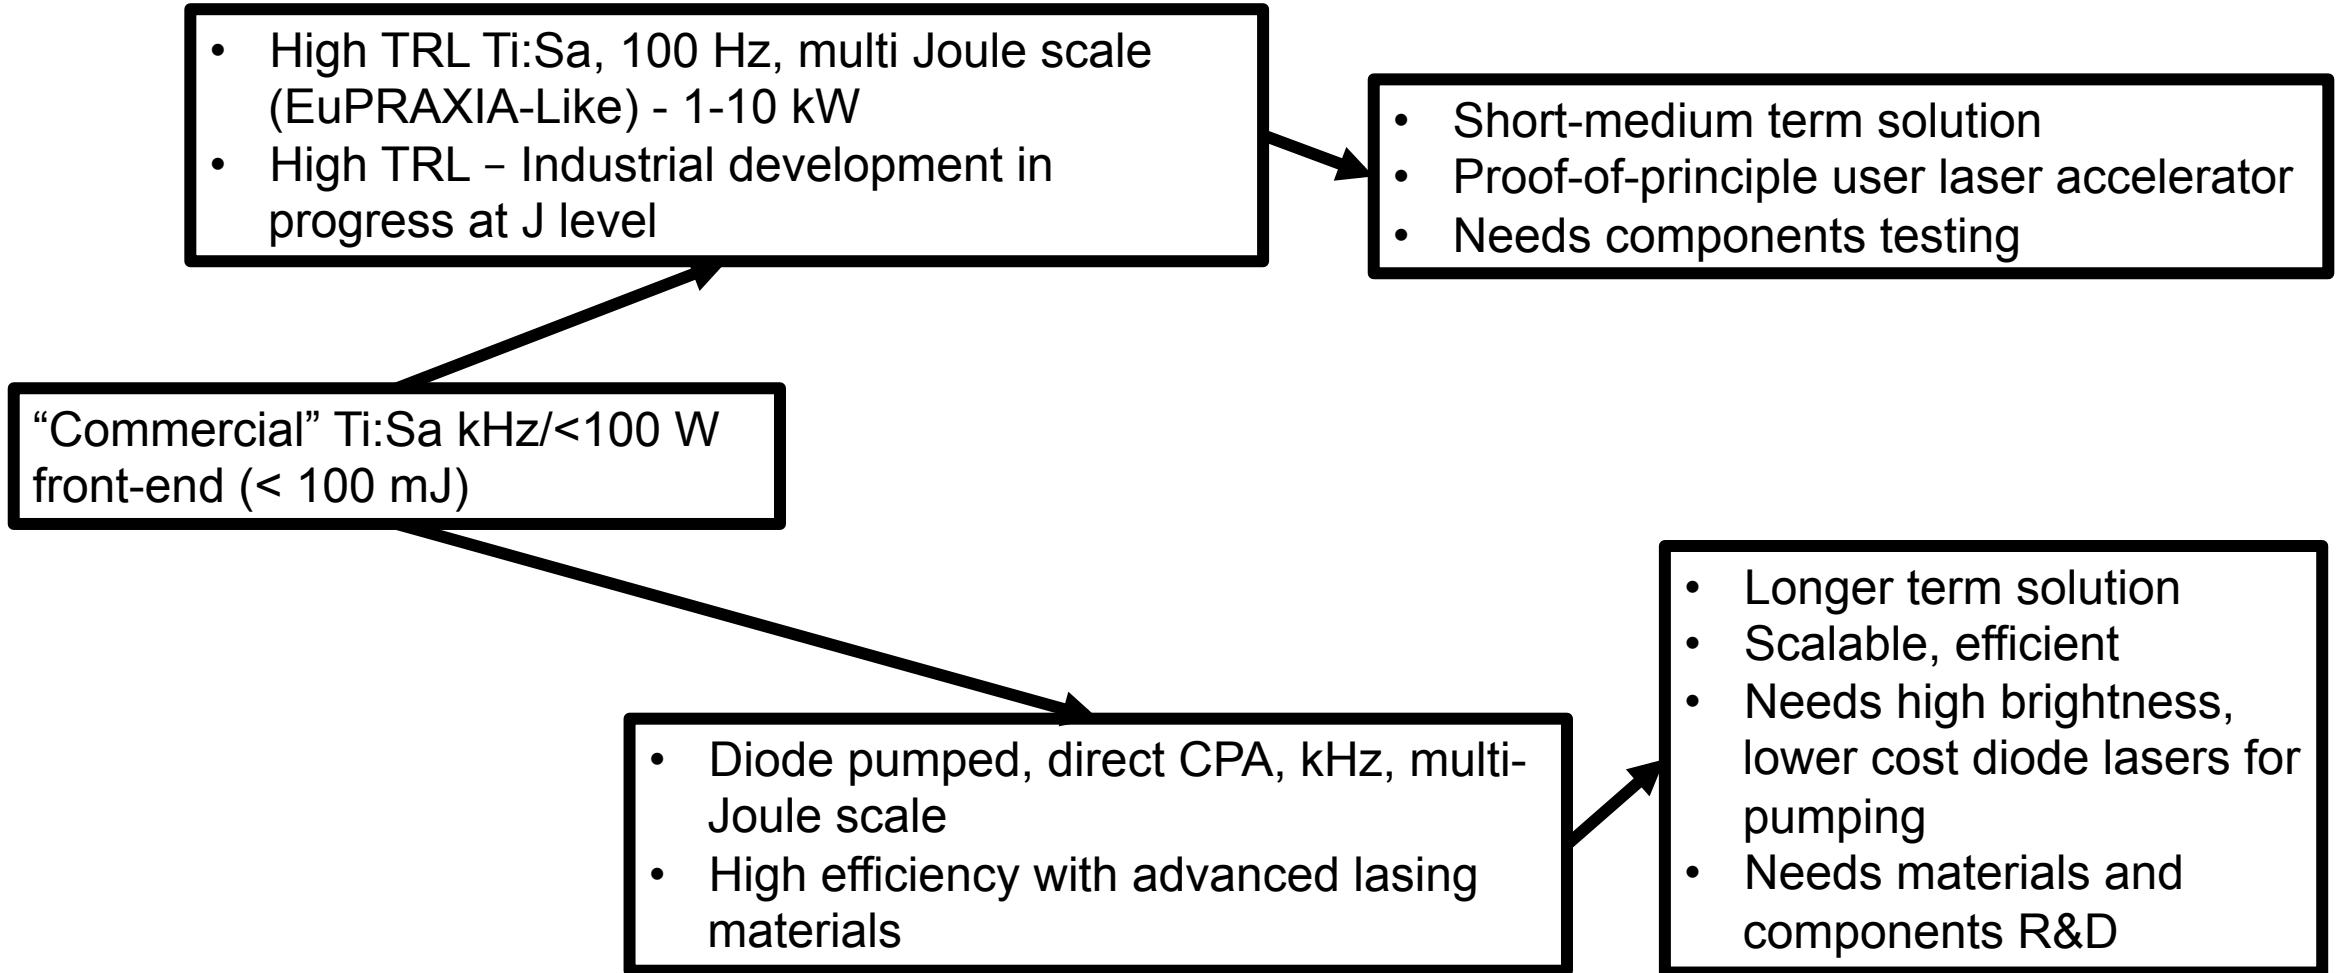 • High TRL Ti:Sa, 100 Hz, multi Joule scale
(EuPRAXIA-Like) - 1-10 kW
• High TRL – Industrial development in
progress at J level
• Short-medium term solution
• Proof-of-principle user laser accelerator
• Needs components testing
“Commercial” Ti:Sa kHz/<100 W
front-end (< 100 mJ)
• Diode pumped, direct CPA, kHz, multi-
Joule scale
• High efficiency with advanced lasing
materials
• Longer term solution
• Scalable, efficient
• Needs high brightness,
lower cost diode lasers for
pumping
• Needs materials and
components R&D